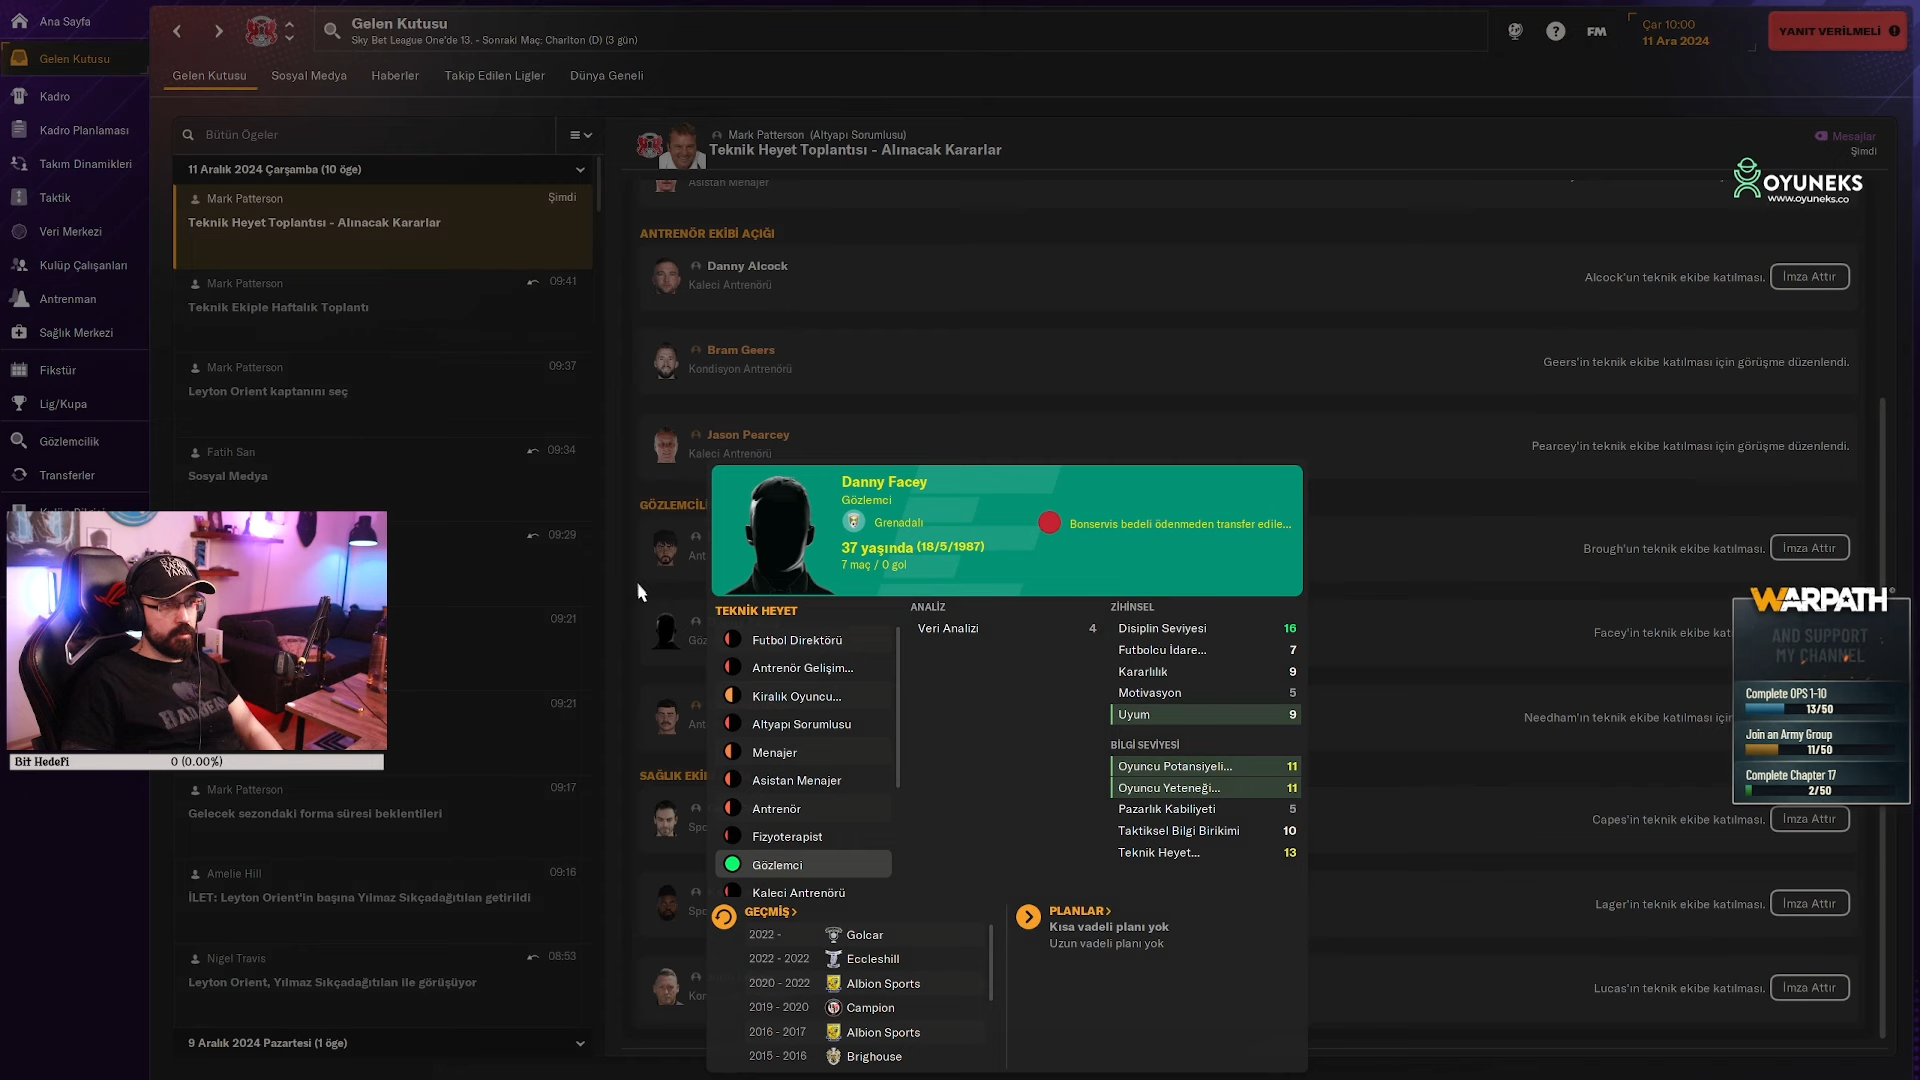 Ana Sayfa
Gelen Kutusu
Kadro
Kadro Planlaması
Takım Dinamikleri
Taktik
Veri Merkezi
Kulüp Çalışanları
Antrenman
Sağlık Merkezi
Fikstür
Lig/Kupa
Gözlemcilik
Transferler
Gelen Kutusu
Sky Bet League One'de 13. - Sonraki Maç: Charlton (D) (3 gün)
FM
Çar 10:00
11 Ara 2024
YANIT VERİLMELİ
Gelen Kutusu
Sosyal Medya
Haberler
Takip Edilen Ligler
Dünya Geneli
Bütün Ögeler
11 Aralık 2024 Çarşamba (10 öge)
Mark Patterson
Şimdi
Teknik Heyet Toplantısı - Alınacak Kararlar
Mark Patterson
09:41
Teknik Ekiple Haftalık Toplantı
Mark Patterson
09:37
Leyton Orient kaptanını seç
Fatih San
09:34
Sosyal Medya
09:29
09:21
09:21
Mark Patterson
09:17
Gelecek sezondaki forma süresi beklentileri
Amelie Hill
09:16
İLET: Leyton Orient'in başına Yılmaz Sıkçadağıtılan getirildi
Nigel Travis
08:53
Leyton Orient, Yılmaz Sıkçadağıtılan ile görüşüyor
9 Aralık 2024 Pazartesi (1 öge)
Bit Hedefi
0 (0.00%)
Mark Patterson (Altyapı Sorumlusu)
Teknik Heyet Toplantısı - Alınacak Kararlar
Mesajlar
Şimdi
OYUNEKS
www.oyuneks.co
Asistan Menajer
ANTRENÖR EKİBİ AÇIĞI
Danny Alcock
Kaleci Antrenörü
Alcock'un teknik ekibe katılması.
İmza Attır
Bram Geers
Kondisyon Antrenörü
Geers'in teknik ekibe katılması için görüşme düzenlendi.
Jason Pearcey
Kaleci Antrenörü
Pearcey'in teknik ekibe katılması için görüşme düzenlendi.
GÖZLEMCİLİ
Ant
Brough'un teknik ekibe katılması.
İmza Attır
Göz
Facey'in teknik ekibe kat
Ant
Needham'ın teknik ekibe katılması için
SAĞLIK EKİ
Spo
Capes'in teknik ekibe katılması.
İmza Attır
Spo
Lager'in teknik ekibe katılması.
İmza Attır
Kon
Lucas'ın teknik ekibe katılması.
İmza Attır
Danny Facey
Gözlemci
Grenadalı
Bonservis bedeli ödenmeden transfer edile...
37 yaşında (18/5/1987)
7 maç / 0 gol
TEKNİK HEYET
Futbol Direktörü
Antrenör Gelişim...
Kiralık Oyuncu...
Altyapı Sorumlusu
Menajer
Asistan Menajer
Antrenör
Fizyoterapist
Gözlemci
Kaleci Antrenörü
ANALİZ
Veri Analizi 4
ZİHİNSEL
Disiplin Seviyesi 16
Futbolcu İdare... 7
Kararlılık 9
Motivasyon 5
Uyum 9
BİLGİ SEVİYESİ
Oyuncu Potansiyeli... 11
Oyuncu Yeteneği... 11
Pazarlık Kabiliyeti 5
Taktiksel Bilgi Birikimi 10
Teknik Heyet... 13
GEÇMİŞ>
2022 - Golcar
2022 - 2022 Eccleshill
2020 - 2022 Albion Sports
2019 - 2020 Campion
2016 - 2017 Albion Sports
2015 - 2016 Brighouse
PLANLAR>
Kısa vadeli planı yok
Uzun vadeli planı yok
WARPATH
AND SUPPORT
MY CHANNEL
Complete OPS 1-10
13/50
Join an Army Group
11/50
Complete Chapter 17
2/50